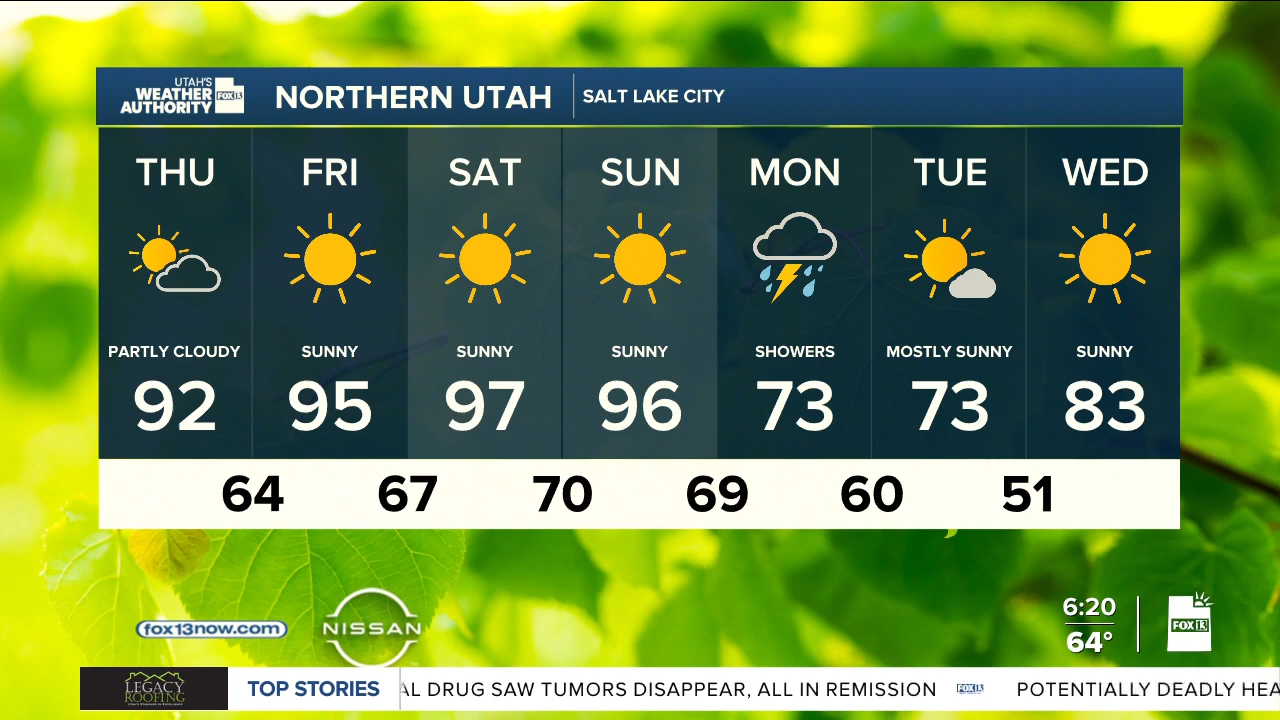 UTAH'S
WEATHER
AUTHORITY
FOX 13
NORTHERN UTAH
SALT LAKE CITY
THU FRI SAT SUN MON TUE WED
PARTLY CLOUDY SUNNY SUNNY SUNNY SHOWERS MOSTLY SUNNY SUNNY
92 95 97 96 73 73 83
64 67 70 69 60 51
fox13now.com
NISSAN
6:20
64°
FOX 13
LEGACY
ROOFING
TOP STORIES
AL DRUG SAW TUMORS DISAPPEAR, ALL IN REMISSION FOX 13 POTENTIALLY DEADLY HEA